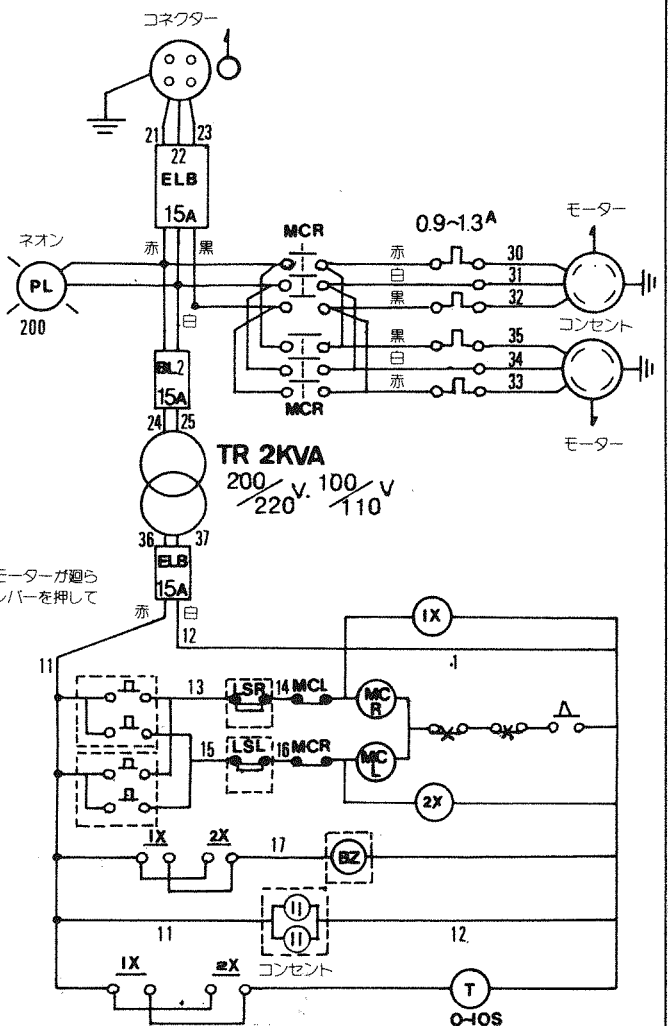 コネクター
21 22 23
ELB
15A
赤 黒
白
ネオン
PL
200
MCR
0.9~1.3A
モーター
赤 30
白 31
黒 32
コンセント
黒 35
白 34
赤 33
MCR
モーター
BL2
15A
24 25
TR 2KVA
200/220V. 100/110V
36 37
ELB
15A
モーターが廻ら
バーを押して
赤 白
12
11
1X
1
13 LSR 14 MCL MCR
15 LSL 16 MCR MCL
2X
1X 2X 17 BZ
11 12
コンセント
1X 2X
T
0~10S